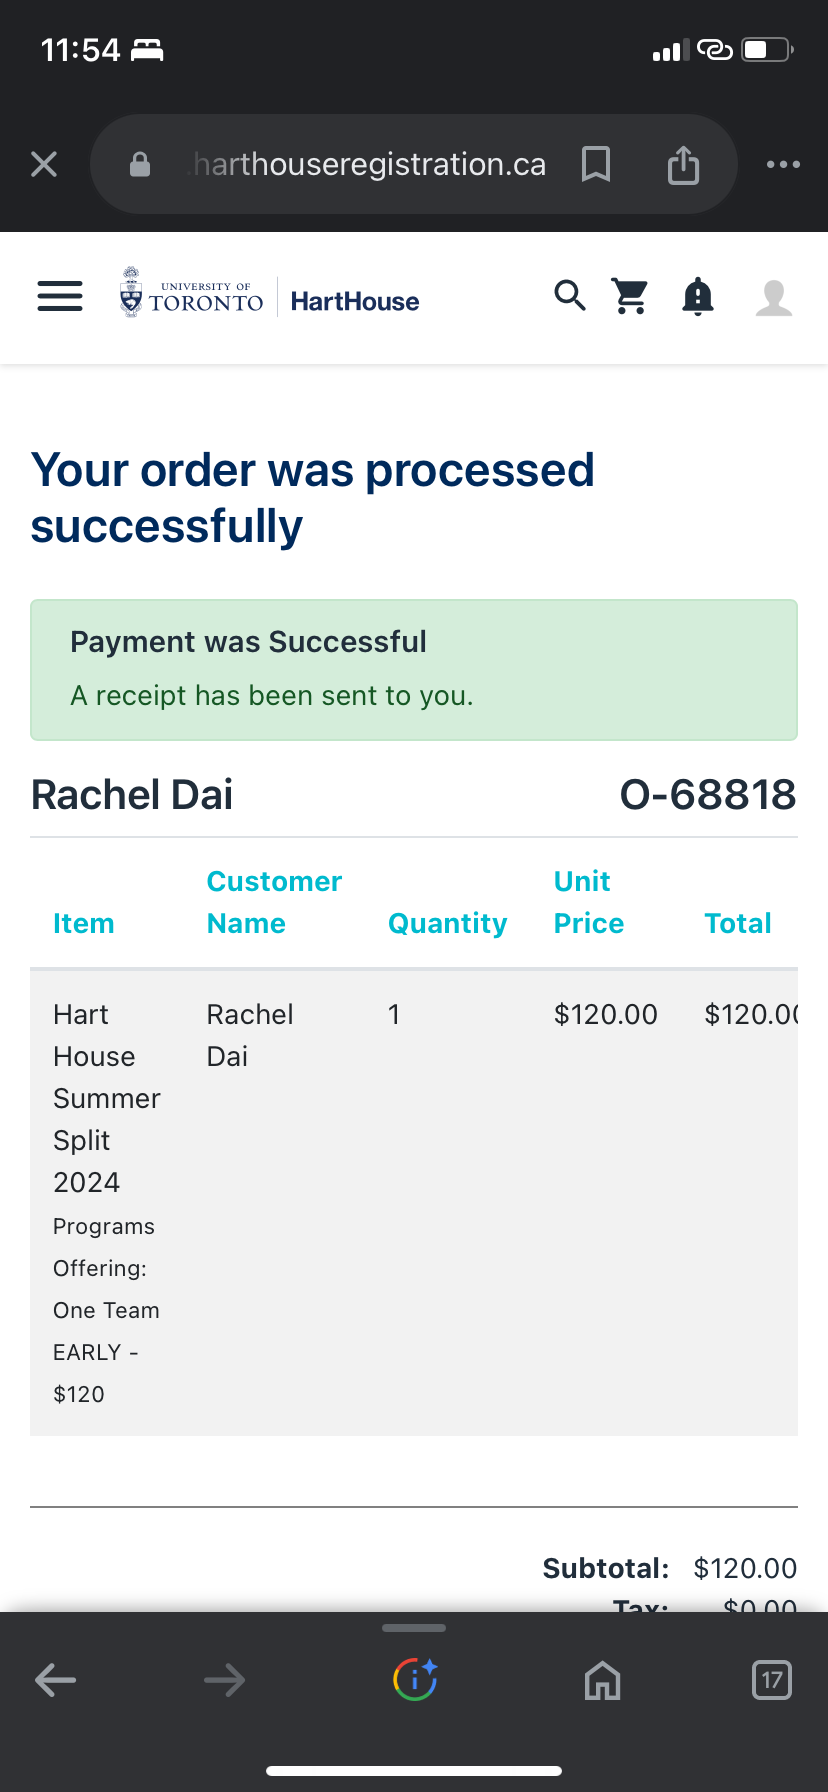 11:54
.harthouseregistration.ca
UNIVERSITY OF
TORONTO
HartHouse
Your order was processed
successfully
Payment was Successful
A receipt has been sent to you.
Rachel Dai O-68818
Item Customer Name Quantity Unit Price Total
Hart Rachel 1 $120.00 $120.00
House Dai
Summer
Split
2024
Programs
Offering:
One Team
EARLY -
$120
Subtotal: $120.00
Tax: $0.00
17